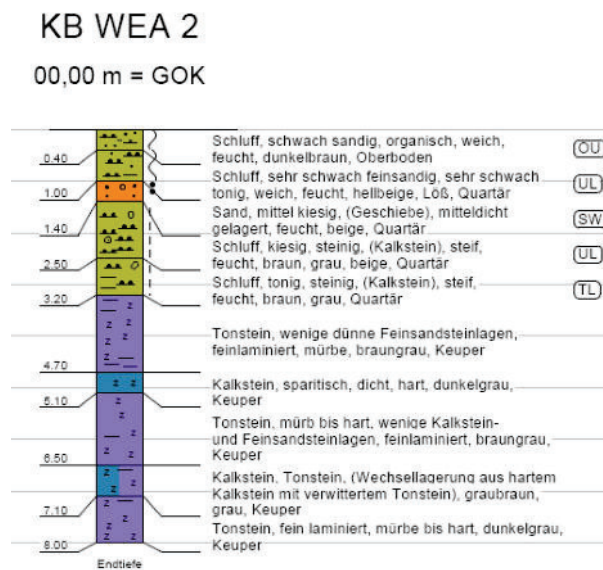 KB WEA 2
00,00 m = GOK
Schluff, schwach sandig, organisch, weich,
feucht, dunkelbraun, Oberboden
OU
0.40
Schluff, sehr schwach feinsandig, sehr schwach
tonig, weich, feucht, hellbeige, Löß, Quartär
UL
1.00
Sand, mittel kiesig, (Geschiebe), mitteldicht
gelagert, feucht, beige, Quartär
SW
1.40
Schluff, kiesig, steinig, (Kalkstein), steif,
feucht, braun, grau, beige, Quartär
UL
2.50
Schluff, tonig, steinig, (Kalkstein), steif,
feucht, braun, grau, Quartär
TL
3.20
Tonstein, wenige dünne Feinsandsteinlagen,
feinlaminiert, mürbe, braungrau, Keuper
4.70
Kalkstein, sparitisch, dicht, hart, dunkelgrau,
Keuper
5.10
Tonstein, mürb bis hart, wenige Kalkstein-
und Feinsandsteinlagen, feinlaminiert, braungrau,
Keuper
6.50
Kalkstein, Tonstein, (Wechsellagerung aus hartem
Kalkstein mit verwittertem Tonstein), graubraun,
grau, Keuper
7.10
Tonstein, fein laminiert, mürbe bis hart, dunkelgrau,
Keuper
8.00
Endtiefe